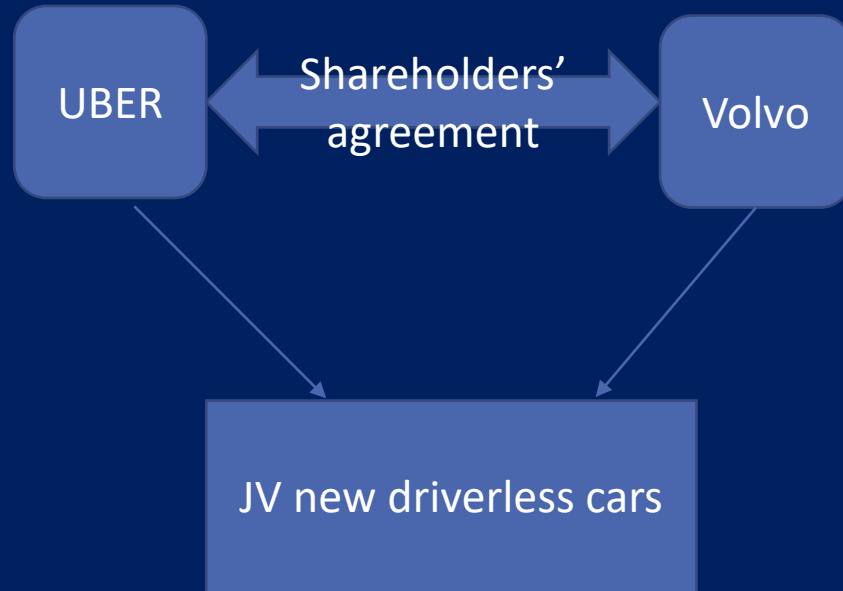 UBER
Shareholders’
agreement
Volvo
JV new driverless cars